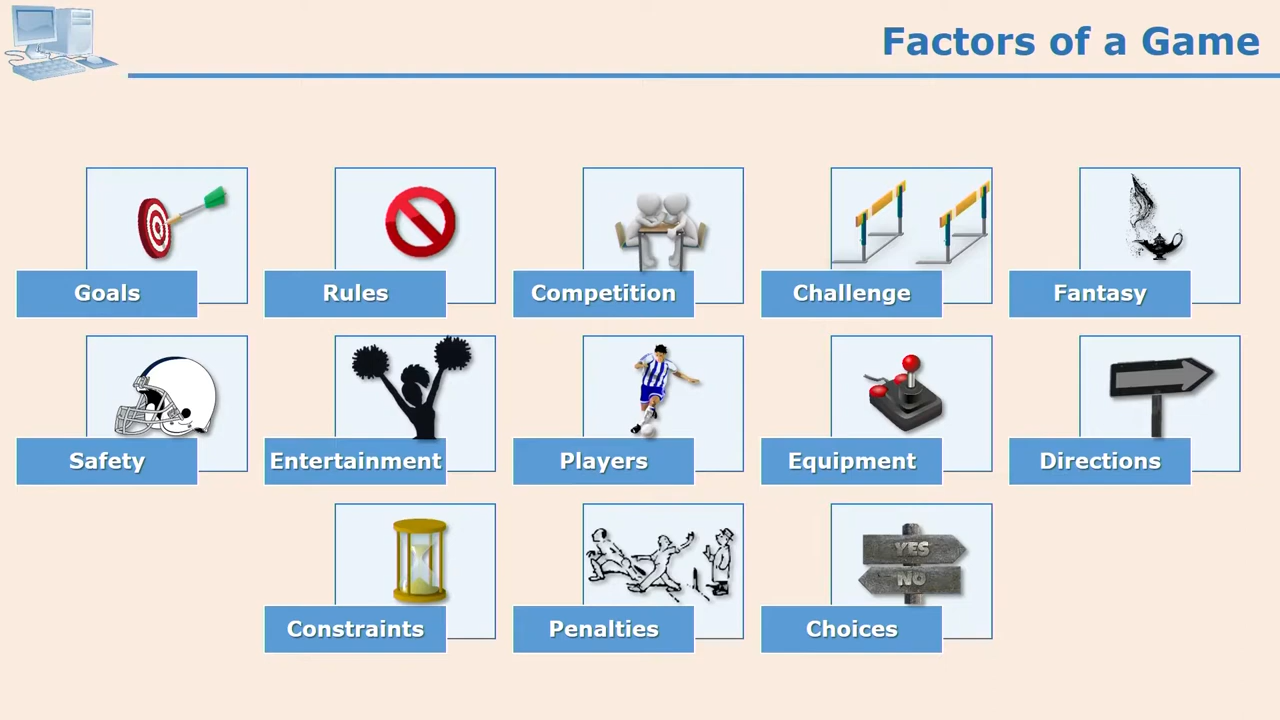 Factors of a Game
Goals
Rules
Competition
Challenge
Fantasy
Safety
Entertainment
Players
Equipment
Directions
YES
NO
Constraints
Penalties
Choices